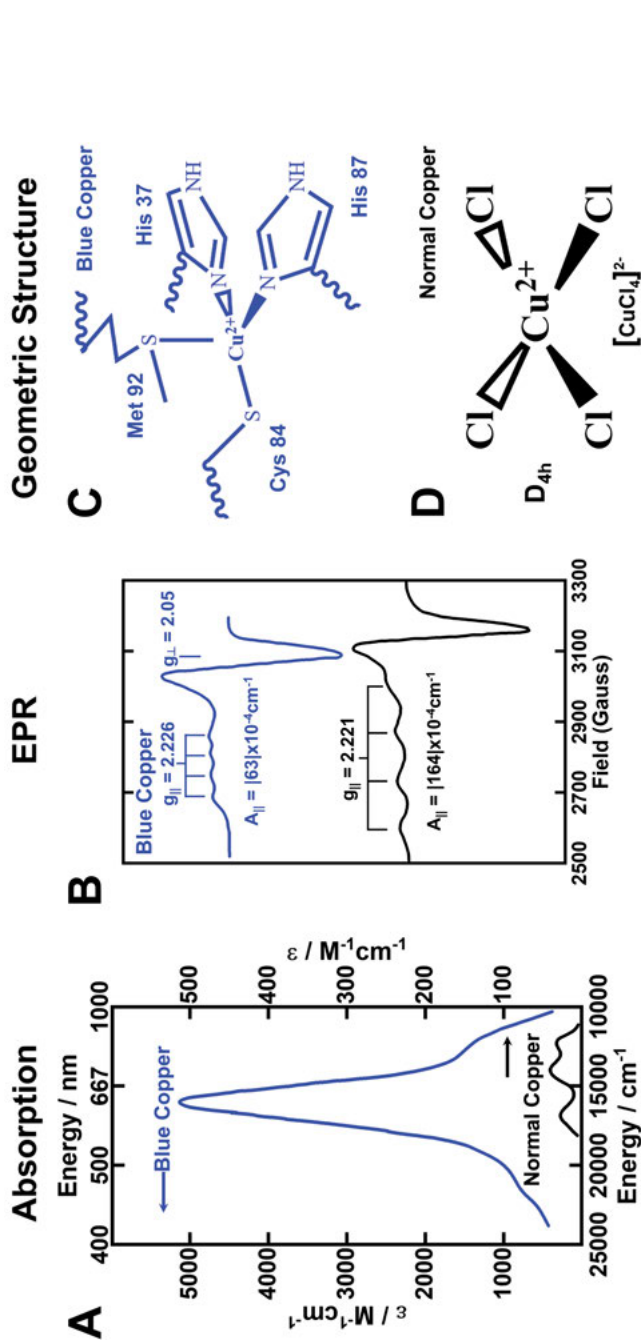 Absorption
EPR
Geometric Structure
A
Energy / nm
400
500
667
1000
Blue Copper
Normal Copper
ε / M⁻¹cm⁻¹
5000
4000
3000
2000
1000
ε / M⁻¹cm⁻¹
500
400
300
200
100
25000
20000
15000
10000
Energy / cm⁻¹
B
Blue Copper
g|| = 2.226
g⊥ = 2.05
A|| = |63|x10⁻⁴cm⁻¹
g|| = 2.221
A|| = |164|x10⁻⁴cm⁻¹
2500
2700
2900
3100
3300
Field (Gauss)
C
Blue Copper
Met 92
His 37
S
N
NH
Cu²⁺
S
N
NH
Cys 84
His 87
D
Normal Copper
Cl
Cl
Cu²⁺
Cl
Cl
D₄ₕ
[CuCl₄]²⁻